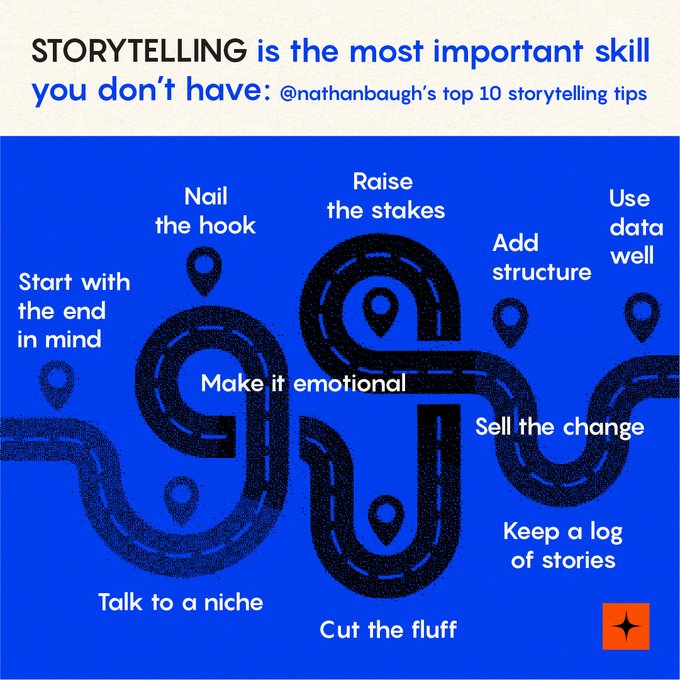 STORYTELLING is the most important skill
you don't have: @nathanbaugh's top 10 storytelling tips
Start with
the end
in mind
Nail
the hook
Raise
the stakes
Add
structure
Use
data
well
Make it emotional
Sell the change
Talk to a niche
Cut the fluff
Keep a log
of stories